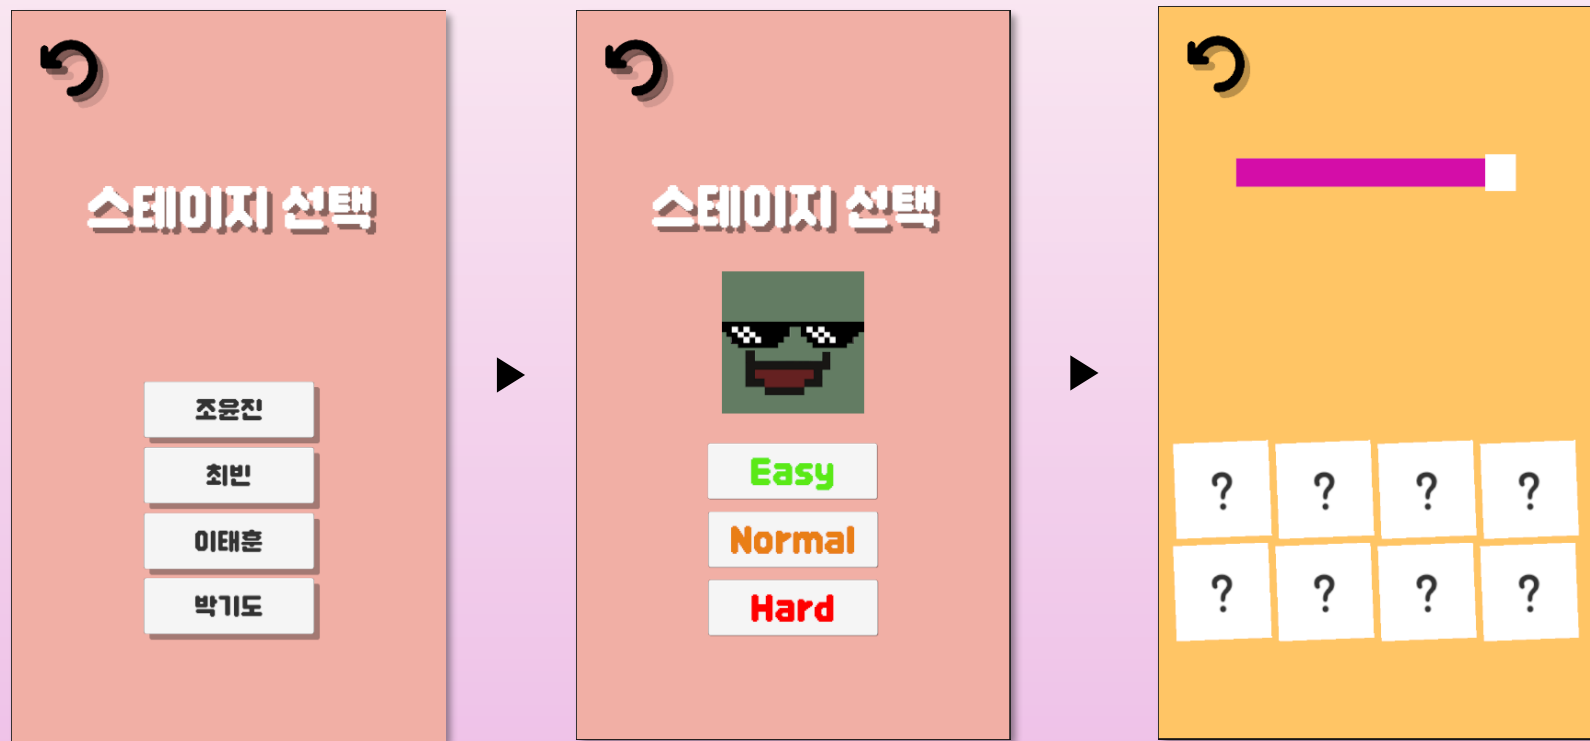 스테이지 선택
조윤진
최빈
이태훈
박기도
스테이지 선택
Easy
Normal
Hard
? ? ? ?
? ? ? ?